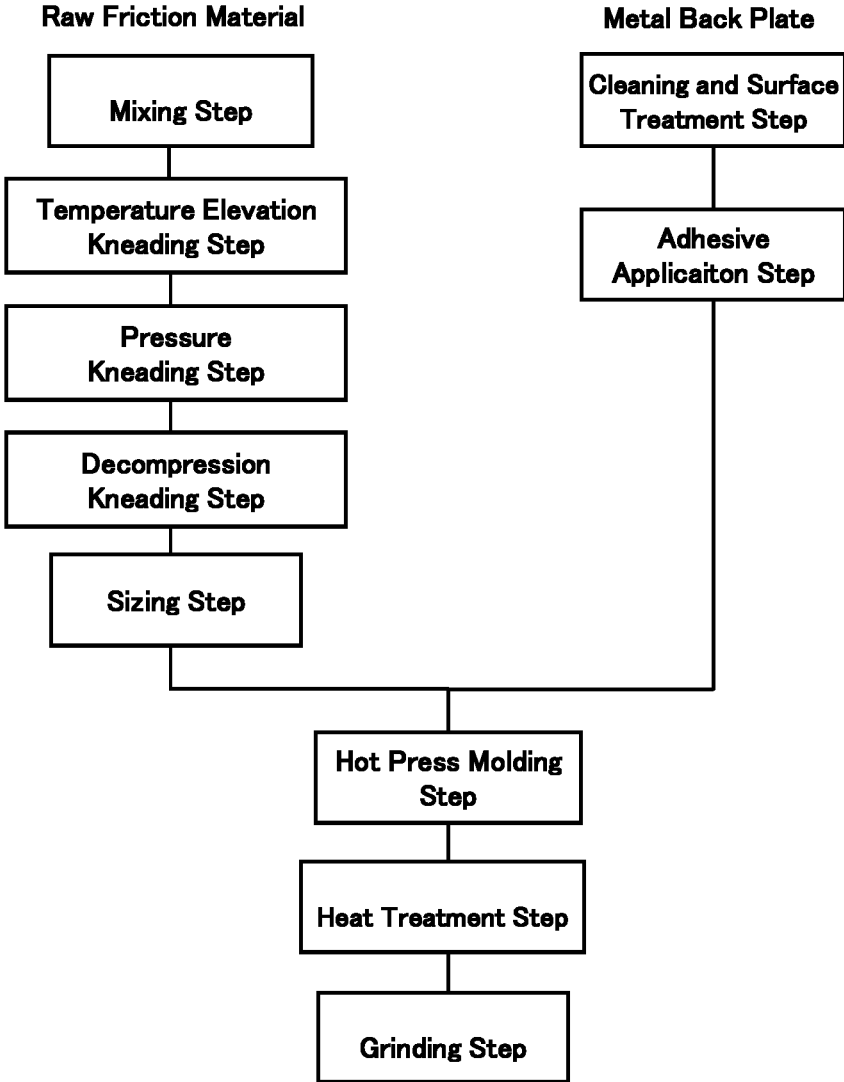 Raw Friction Material
Metal Back Plate
Mixing Step
Cleaning and Surface
Treatment Step
Temperature Elevation
Kneading Step
Adhesive
Applicaiton Step
Pressure
Kneading Step
Decompression
Kneading Step
Sizing Step
Hot Press Molding
Step
Heat Treatment Step
Grinding Step